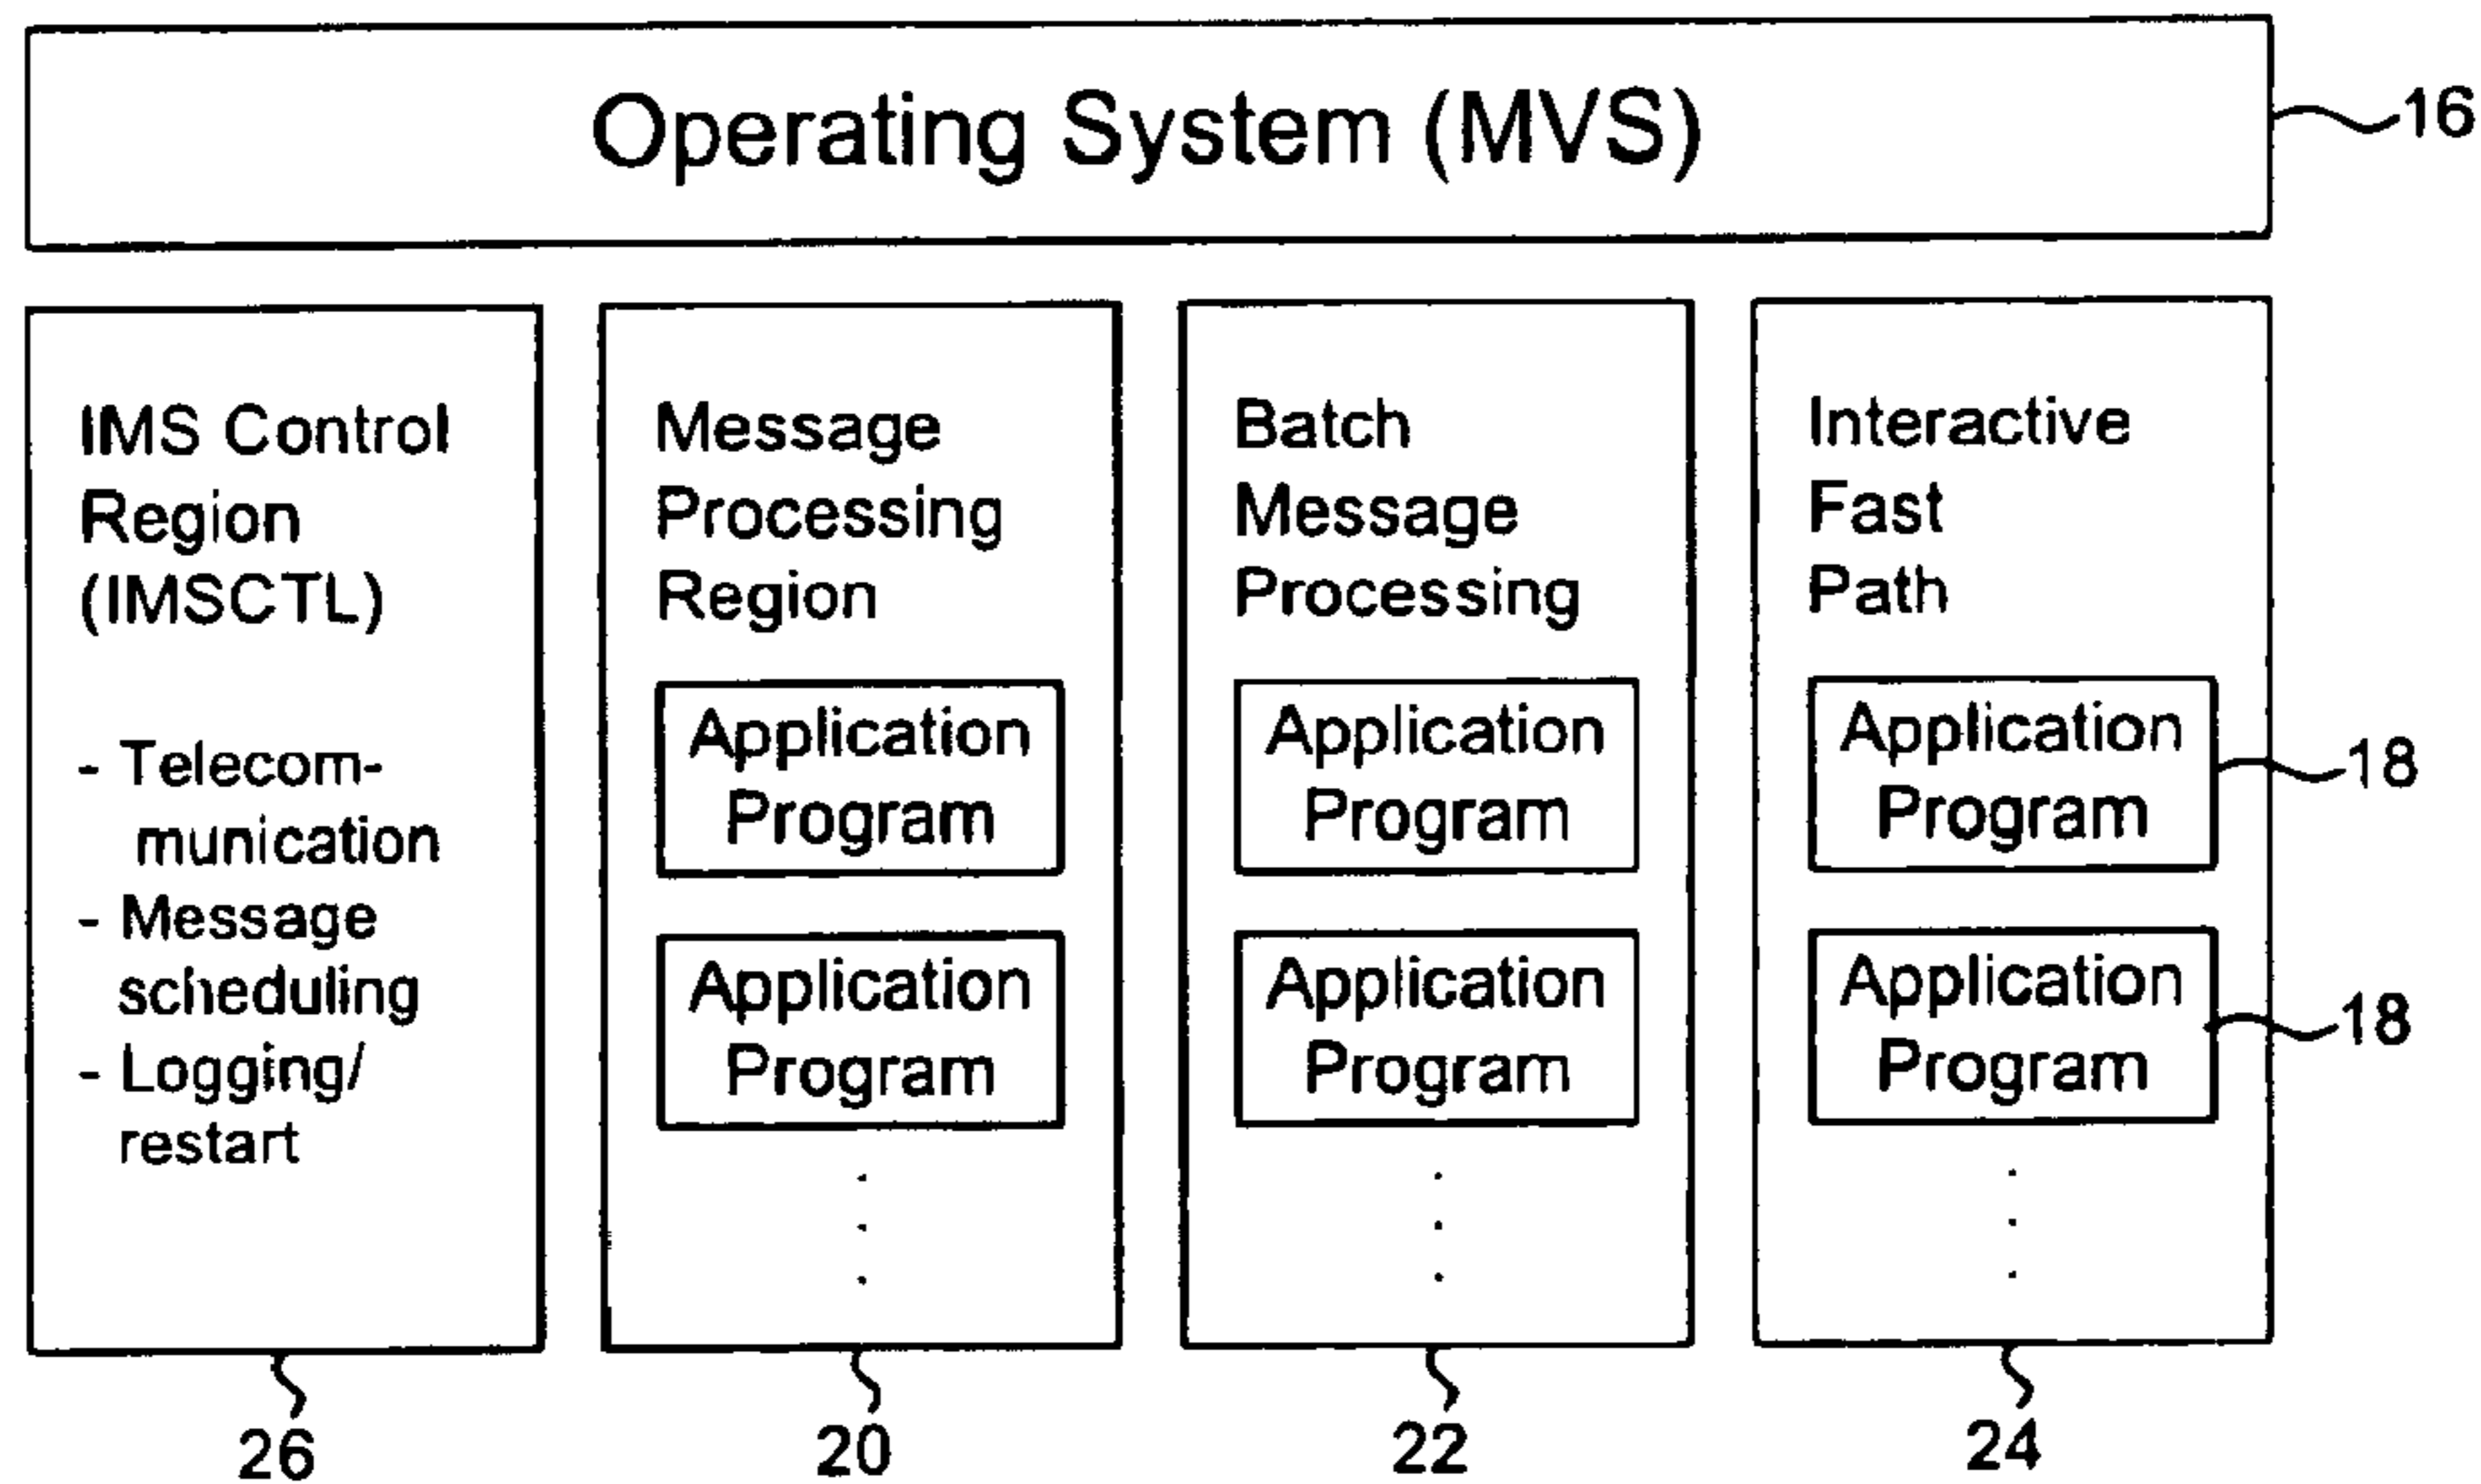 Operating System (MVS)
16
IMS Control
Region
(IMSCTL)
- Telecom-
munication
- Message
scheduling
- Logging/
restart
26
Message
Processing
Region
Application
Program
Application
Program
20
Batch
Message
Processing
Application
Program
Application
Program
22
Interactive
Fast
Path
Application
Program
18
Application
Program
18
24